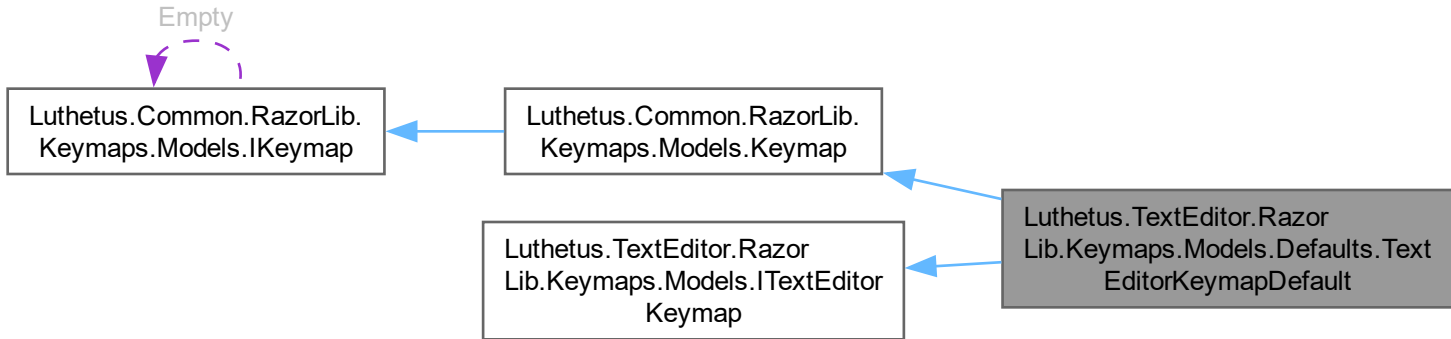 Empty
Luthetus.Common.RazorLib.
Keymaps.Models.IKeymap
Luthetus.Common.RazorLib.
Keymaps.Models.Keymap
Luthetus.TextEditor.Razor
Lib.Keymaps.Models.ITextEditor
Keymap
Luthetus.TextEditor.Razor
Lib.Keymaps.Models.Defaults.Text
EditorKeymapDefault